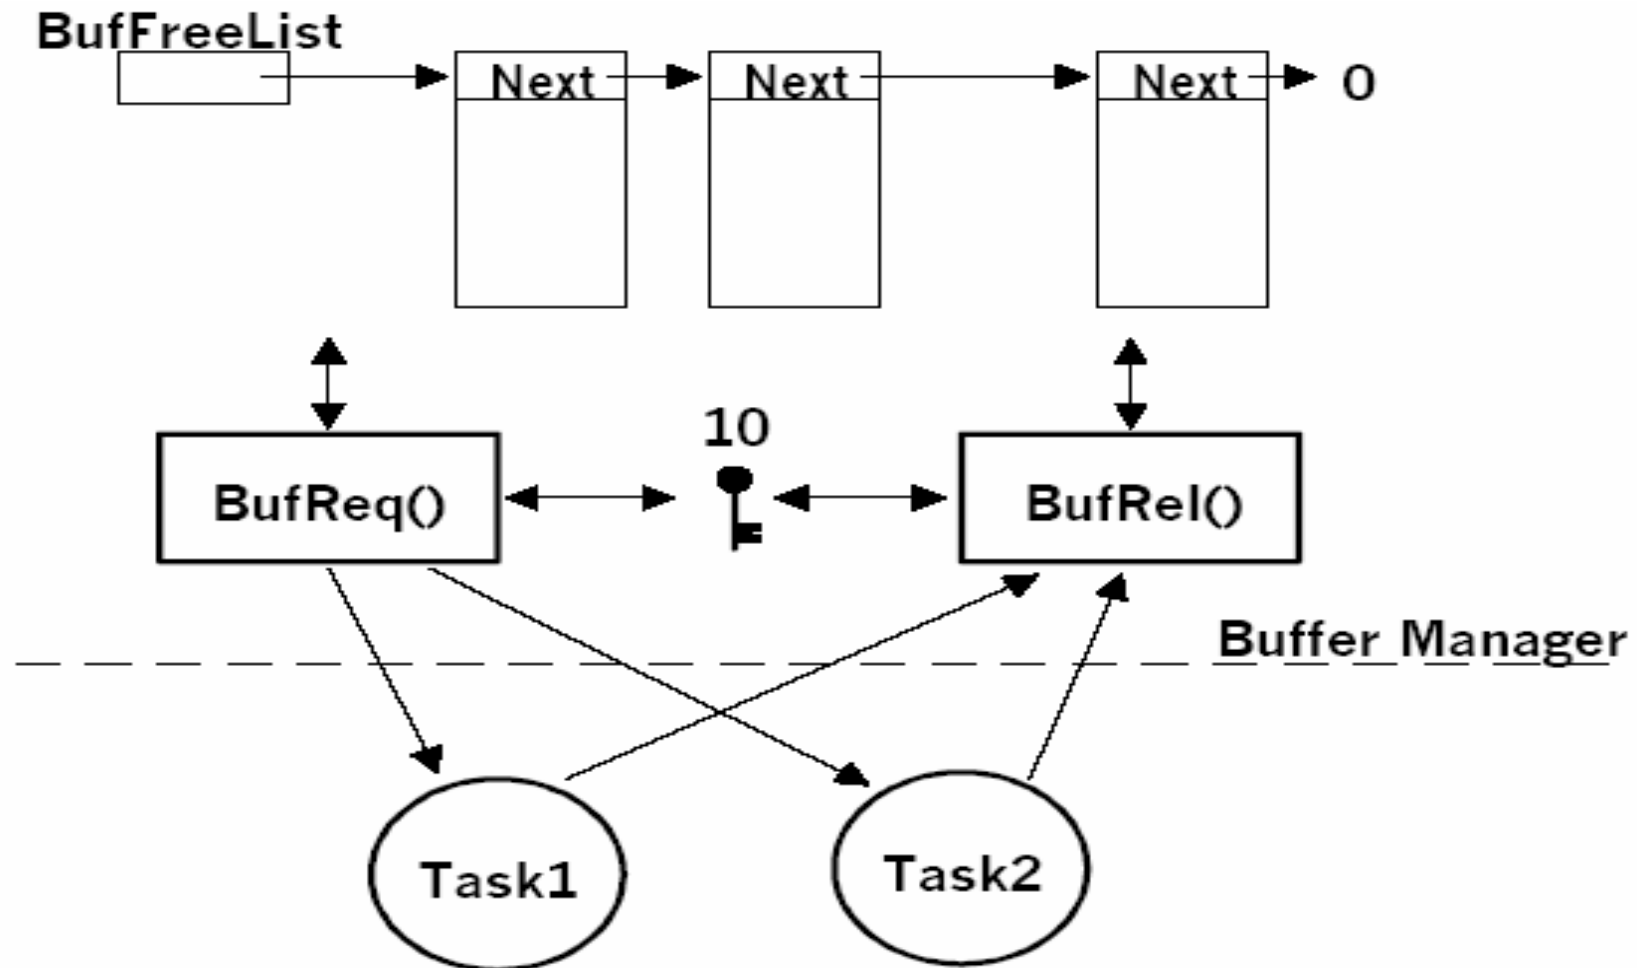 BufFreeList
Next Next Next 0
10
BufReq() BufRel()
Buffer Manager
Task1 Task2